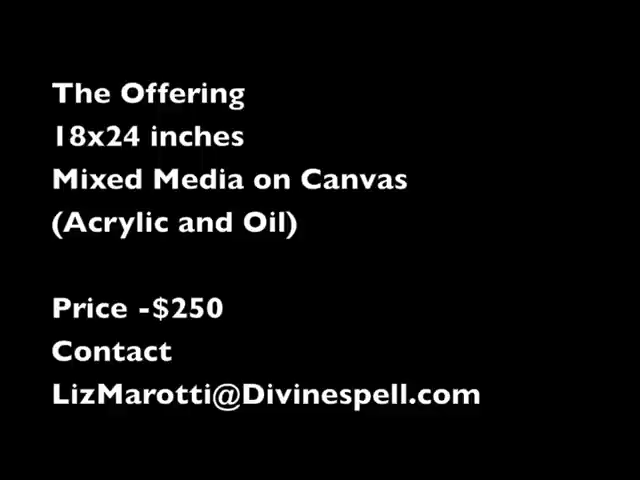 The Offering
18x24 inches
Mixed Media on Canvas
(Acrylic and Oil)
Price -$250
Contact
LizMarotti@Divinespell.com